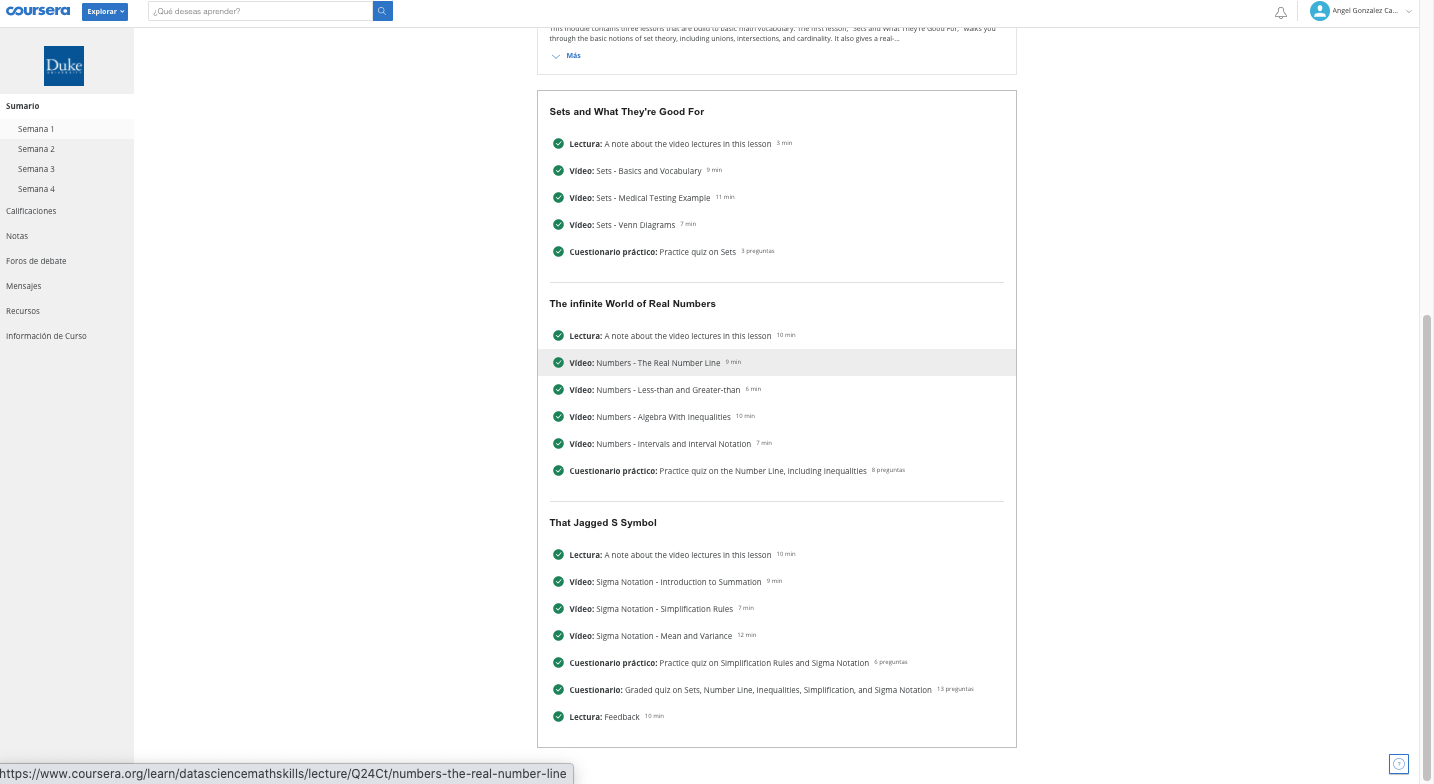 coursera
Explorar
¿Qué deseas aprender?
Angel Gonzalez Ca...
Duke
UNIVERSITY
Sumario
Semana 1
Semana 2
Semana 3
Semana 4
Calificaciones
Notas
Foros de debate
Mensajes
Recursos
Información de Curso
This module contains three lessons that are build to basic math vocabulary. The first lesson, "Sets and What They're Good For," walks you
through the basic notions of set theory, including unions, intersections, and cardinality. It also gives a real-...
Más
Sets and What They're Good For
Lectura: A note about the video lectures in this lesson 3 min
Vídeo: Sets - Basics and Vocabulary 9 min
Vídeo: Sets - Medical Testing Example 11 min
Vídeo: Sets - Venn Diagrams 7 min
Cuestionario práctico: Practice quiz on Sets 3 preguntas
The infinite World of Real Numbers
Lectura: A note about the video lectures in this lesson 10 min
Vídeo: Numbers - The Real Number Line 9 min
Vídeo: Numbers - Less-than and Greater-than 6 min
Vídeo: Numbers - Algebra With Inequalities 10 min
Vídeo: Numbers - Intervals and Interval Notation 7 min
Cuestionario práctico: Practice quiz on the Number Line, including Inequalities 8 preguntas
That Jagged S Symbol
Lectura: A note about the video lectures in this lesson 10 min
Vídeo: Sigma Notation - Introduction to Summation 9 min
Vídeo: Sigma Notation - Simplification Rules 7 min
Vídeo: Sigma Notation - Mean and Variance 12 min
Cuestionario práctico: Practice quiz on Simplification Rules and Sigma Notation 6 preguntas
Cuestionario: Graded quiz on Sets, Number Line, Inequalities, Simplification, and Sigma Notation 13 preguntas
Lectura: Feedback 10 min
https://www.coursera.org/learn/datasciencemathskills/lecture/Q24Ct/numbers-the-real-number-line